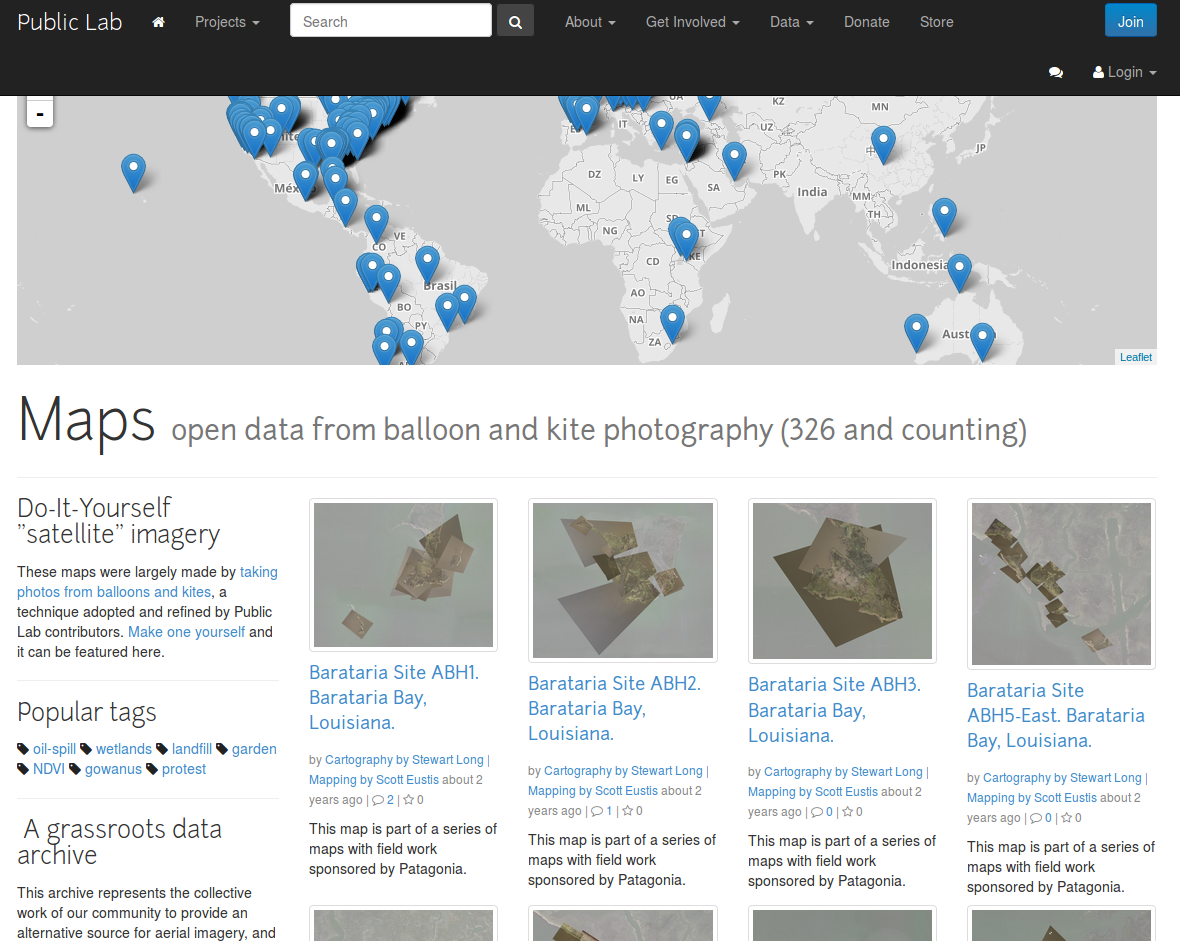 Public Lab
Projects
Search
About
Get Involved
Data
Donate
Store
Join
Login
-
UA
KZ
MN
UZ
IT
JP
中
DZ
LY
EG
SA
PK
India
MM
TH
ML
NG
VE
CO
KE
CD
Indonesia
Brasil
AO
BO
NA
PY
ZA
Leaflet
Maps open data from balloon and kite photography (326 and counting)
Do-It-Yourself
"satellite" imagery
These maps were largely made by taking
photos from balloons and kites, a
technique adopted and refined by Public
Lab contributors. Make one yourself and
it can be featured here.
Popular tags
oil-spill wetlands landfill garden
NDVI gowanus protest
A grassroots data
archive
This archive represents the collective
work of our community to provide an
alternative source for aerial imagery, and
Barataria Site ABH1.
Barataria Bay,
Louisiana.
by Cartography by Stewart Long |
Mapping by Scott Eustis about 2
years ago | 2 | 0
This map is part of a series of
maps with field work
sponsored by Patagonia.
Barataria Site ABH2.
Barataria Bay,
Louisiana.
by Cartography by Stewart Long |
Mapping by Scott Eustis about 2
years ago | 1 | 0
This map is part of a series of
maps with field work
sponsored by Patagonia.
Barataria Site ABH3.
Barataria Bay,
Louisiana.
by Cartography by Stewart Long |
Mapping by Scott Eustis about 2
years ago | 0 | 0
This map is part of a series of
maps with field work
sponsored by Patagonia.
Barataria Site
ABH5-East. Barataria
Bay, Louisiana.
by Cartography by Stewart Long |
Mapping by Scott Eustis about 2
years ago | 0 | 0
This map is part of a series of
maps with field work
sponsored by Patagonia.